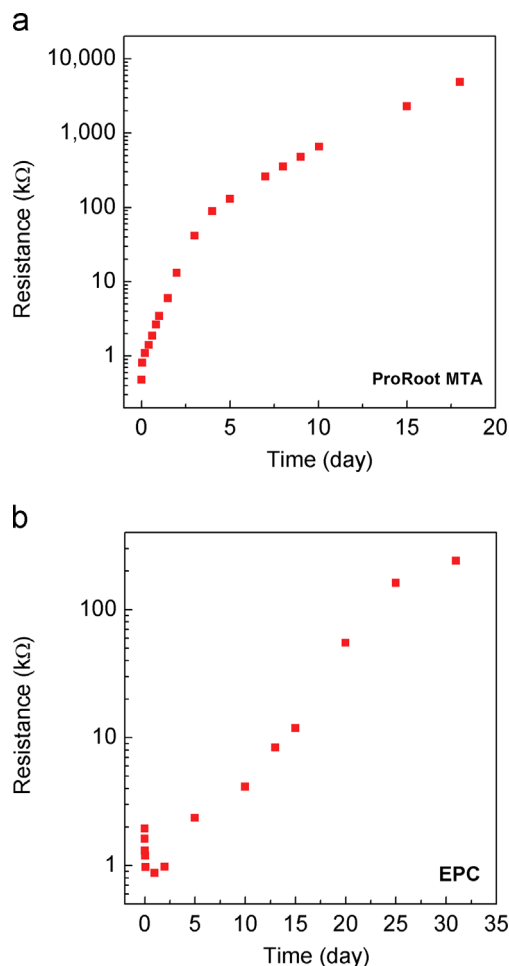 a
10,000
1,000
100
10
1
Resistance (kΩ)
ProRoot MTA
0 5 10 15 20
Time (day)
b
100
10
1
Resistance (kΩ)
EPC
0 5 10 15 20 25 30 35
Time (day)